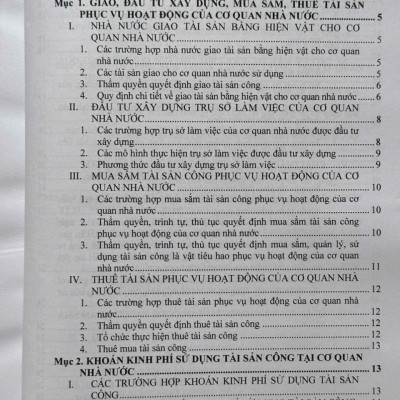 Mục 1. GIAO, ĐẦU TƯ XÂY DỰNG, MUA SẮM, THUÊ TÀI SẢN
PHỤC VỤ HOẠT ĐỘNG CỦA CƠ QUAN NHÀ NƯỚC ............ 5
I. NHÀ NƯỚC GIAO TÀI SẢN BẰNG HIỆN VẬT CHO CƠ
QUAN NHÀ NƯỚC ............ 5
1. Các trường hợp nhà nước giao tài sản bằng hiện vật cho cơ quan
nhà nước ............ 5
2. Các tài sản giao cho cơ quan nhà nước sử dụng ............ 5
3. Thẩm quyền quyết định giao tài sản công ............ 6
4. Quy định chi tiết về giao tài sản bằng hiện vật cho cơ quan nhà nước ... 6
II. ĐẦU TƯ XÂY DỰNG TRỤ SỞ LÀM VIỆC CỦA CƠ QUAN
NHÀ NƯỚC ............ 8
1. Các trường hợp trụ sở làm việc của cơ quan nhà nước được đầu tư
xây dựng ............ 8
2. Các mô hình thực hiện trụ sở làm việc được đầu tư xây dựng ............ 9
3. Phương thức đầu tư xây dựng trụ sở làm việc ............ 9
III. MUA SẮM TÀI SẢN CÔNG PHỤC VỤ HOẠT ĐỘNG CỦA CƠ
QUAN NHÀ NƯỚC ............ 10
1. Các trường hợp mua sắm tài sản công phục vụ hoạt động của cơ
quan nhà nước ............ 10
2. Thẩm quyền, trình tự, thủ tục quyết định mua sắm tài sản công
phục vụ hoạt động của cơ quan nhà nước ............ 10
3. Thẩm quyền, trình tự, thủ tục quyết định mua sắm, quản lý, sử
dụng tài sản công là vật tiêu hao phục vụ hoạt động của cơ quan
nhà nước ............ 11
IV. THUÊ TÀI SẢN PHỤC VỤ HOẠT ĐỘNG CỦA CƠ QUAN NHÀ
NƯỚC ............ 12
1. Các trường hợp thuê tài sản phục vụ hoạt động của cơ quan nhà
nước ............ 12
2. Thẩm quyền quyết định thuê tài sản công ............ 12
3. Tổ chức thực hiện thuê tài sản công ............ 12
4. Thuê mua tài sản công ............ 13
Mục 2. KHOÁN KINH PHÍ SỬ DỤNG TÀI SẢN CÔNG TẠI CƠ QUAN
NHÀ NƯỚC ............ 13
I. CÁC TRƯỜNG HỢP KHOÁN KINH PHÍ SỬ DỤNG TÀI SẢN
CÔNG ............ 13